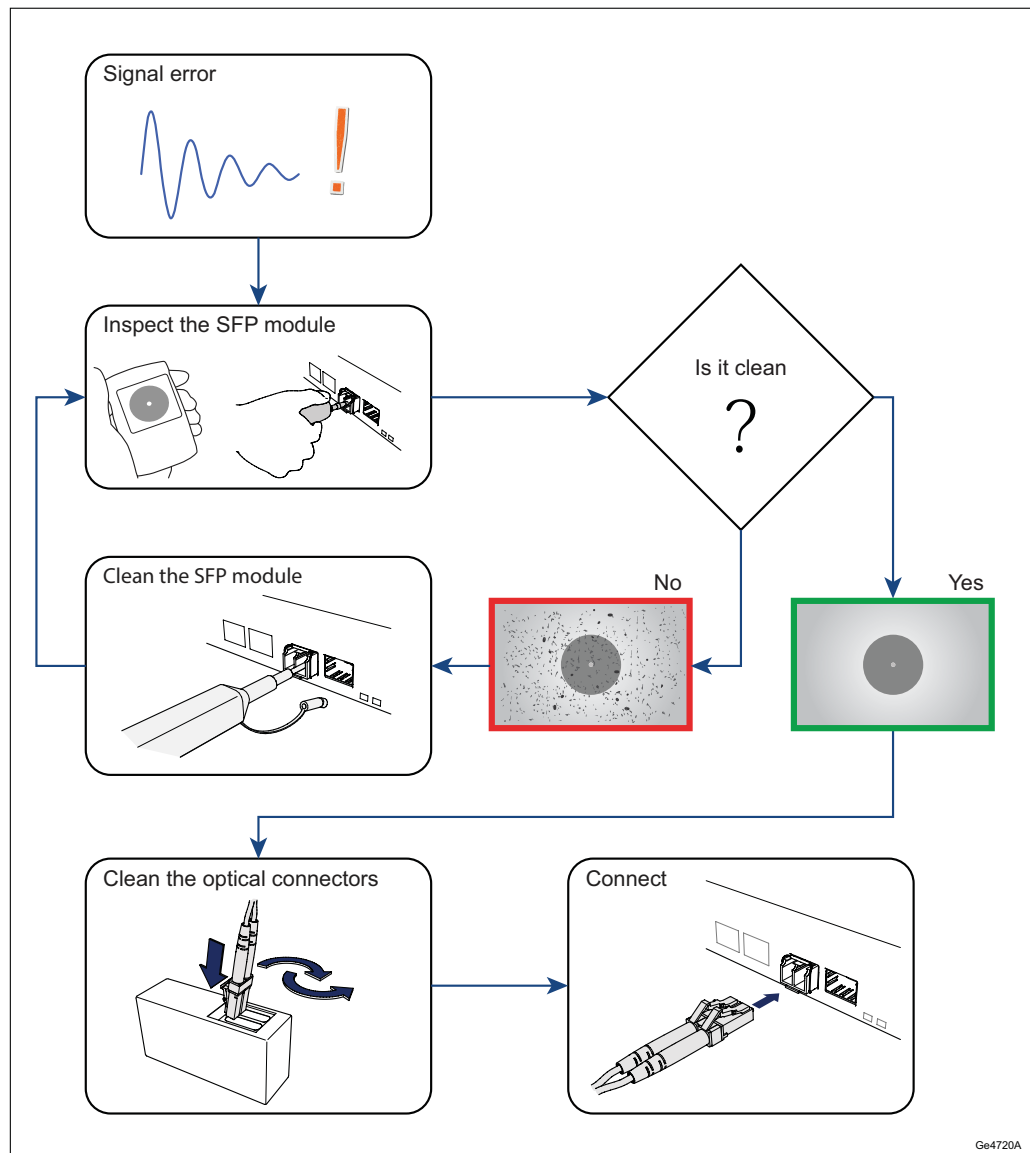 Signal error
Inspect the SFP module
Is it clean
?
Clean the SFP module
No
Yes
Clean the optical connectors
Connect
Ge4720A